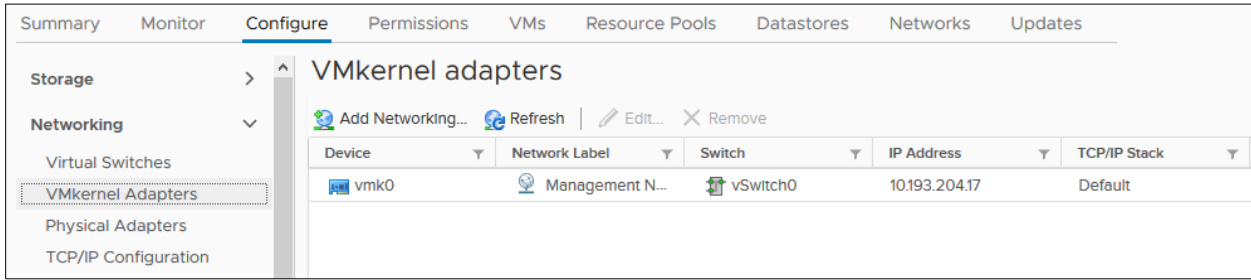 Summary Monitor Configure Permissions VMs Resource Pools Datastores Networks Updates
Storage
Networking
Virtual Switches
VMkernel Adapters
Physical Adapters
TCP/IP Configuration
VMkernel adapters
Add Networking... Refresh Edit... Remove
Device Network Label Switch IP Address TCP/IP Stack
vmk0 Management N... vSwitch0 10.193.204.17 Default